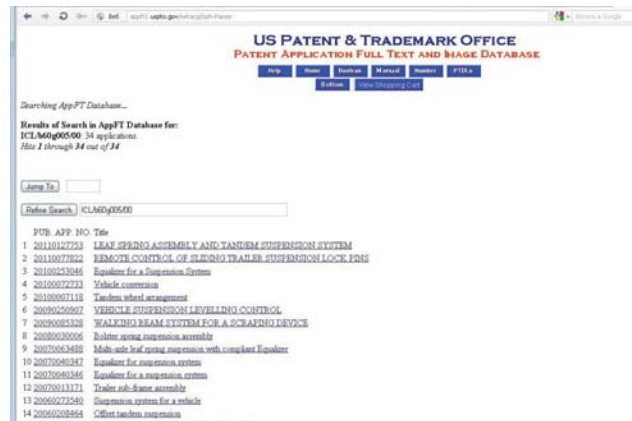 US PATENT & TRADEMARK OFFICE
PATENT APPLICATION FULL TEXT AND IMAGE DATABASE
Help Home Boolean Manual Number PTDLs
Bottom View Shopping Cart
Searching AppFT Database...
Results of Search in AppFT Database for:
ICL/b60g005/00: 34 applications.
Hits 1 through 34 out of 34
Jump To
Refine Search ICL/b60g005/00
PUB. APP. NO. Title
1 20110127753 LEAF SPRING ASSEMBLY AND TANDEM SUSPENSION SYSTEM
2 20110077822 REMOTE CONTROL OF SLIDING TRAILER SUSPENSION LOCK PINS
3 20100253046 Equalizer for a Suspension System
4 20100072733 Vehicle conversion
5 20100007118 Tandem wheel arrangement
6 20090250907 VEHICLE SUSPENSION LEVELLING CONTROL
7 20090085328 WALKING BEAM SYSTEM FOR A SCRAPING DEVICE
8 20080030006 Bolster spring suspension assembly
9 20070063488 Multi-axle leaf spring suspension with compliant Equalizer
10 20070040347 Equalizer for suspension system
11 20070040346 Equalizer for a suspension system
12 20070013171 Trailer sub-frame assembly
13 20060273540 Suspension system for a vehicle
14 20060208464 Offset tandem suspension